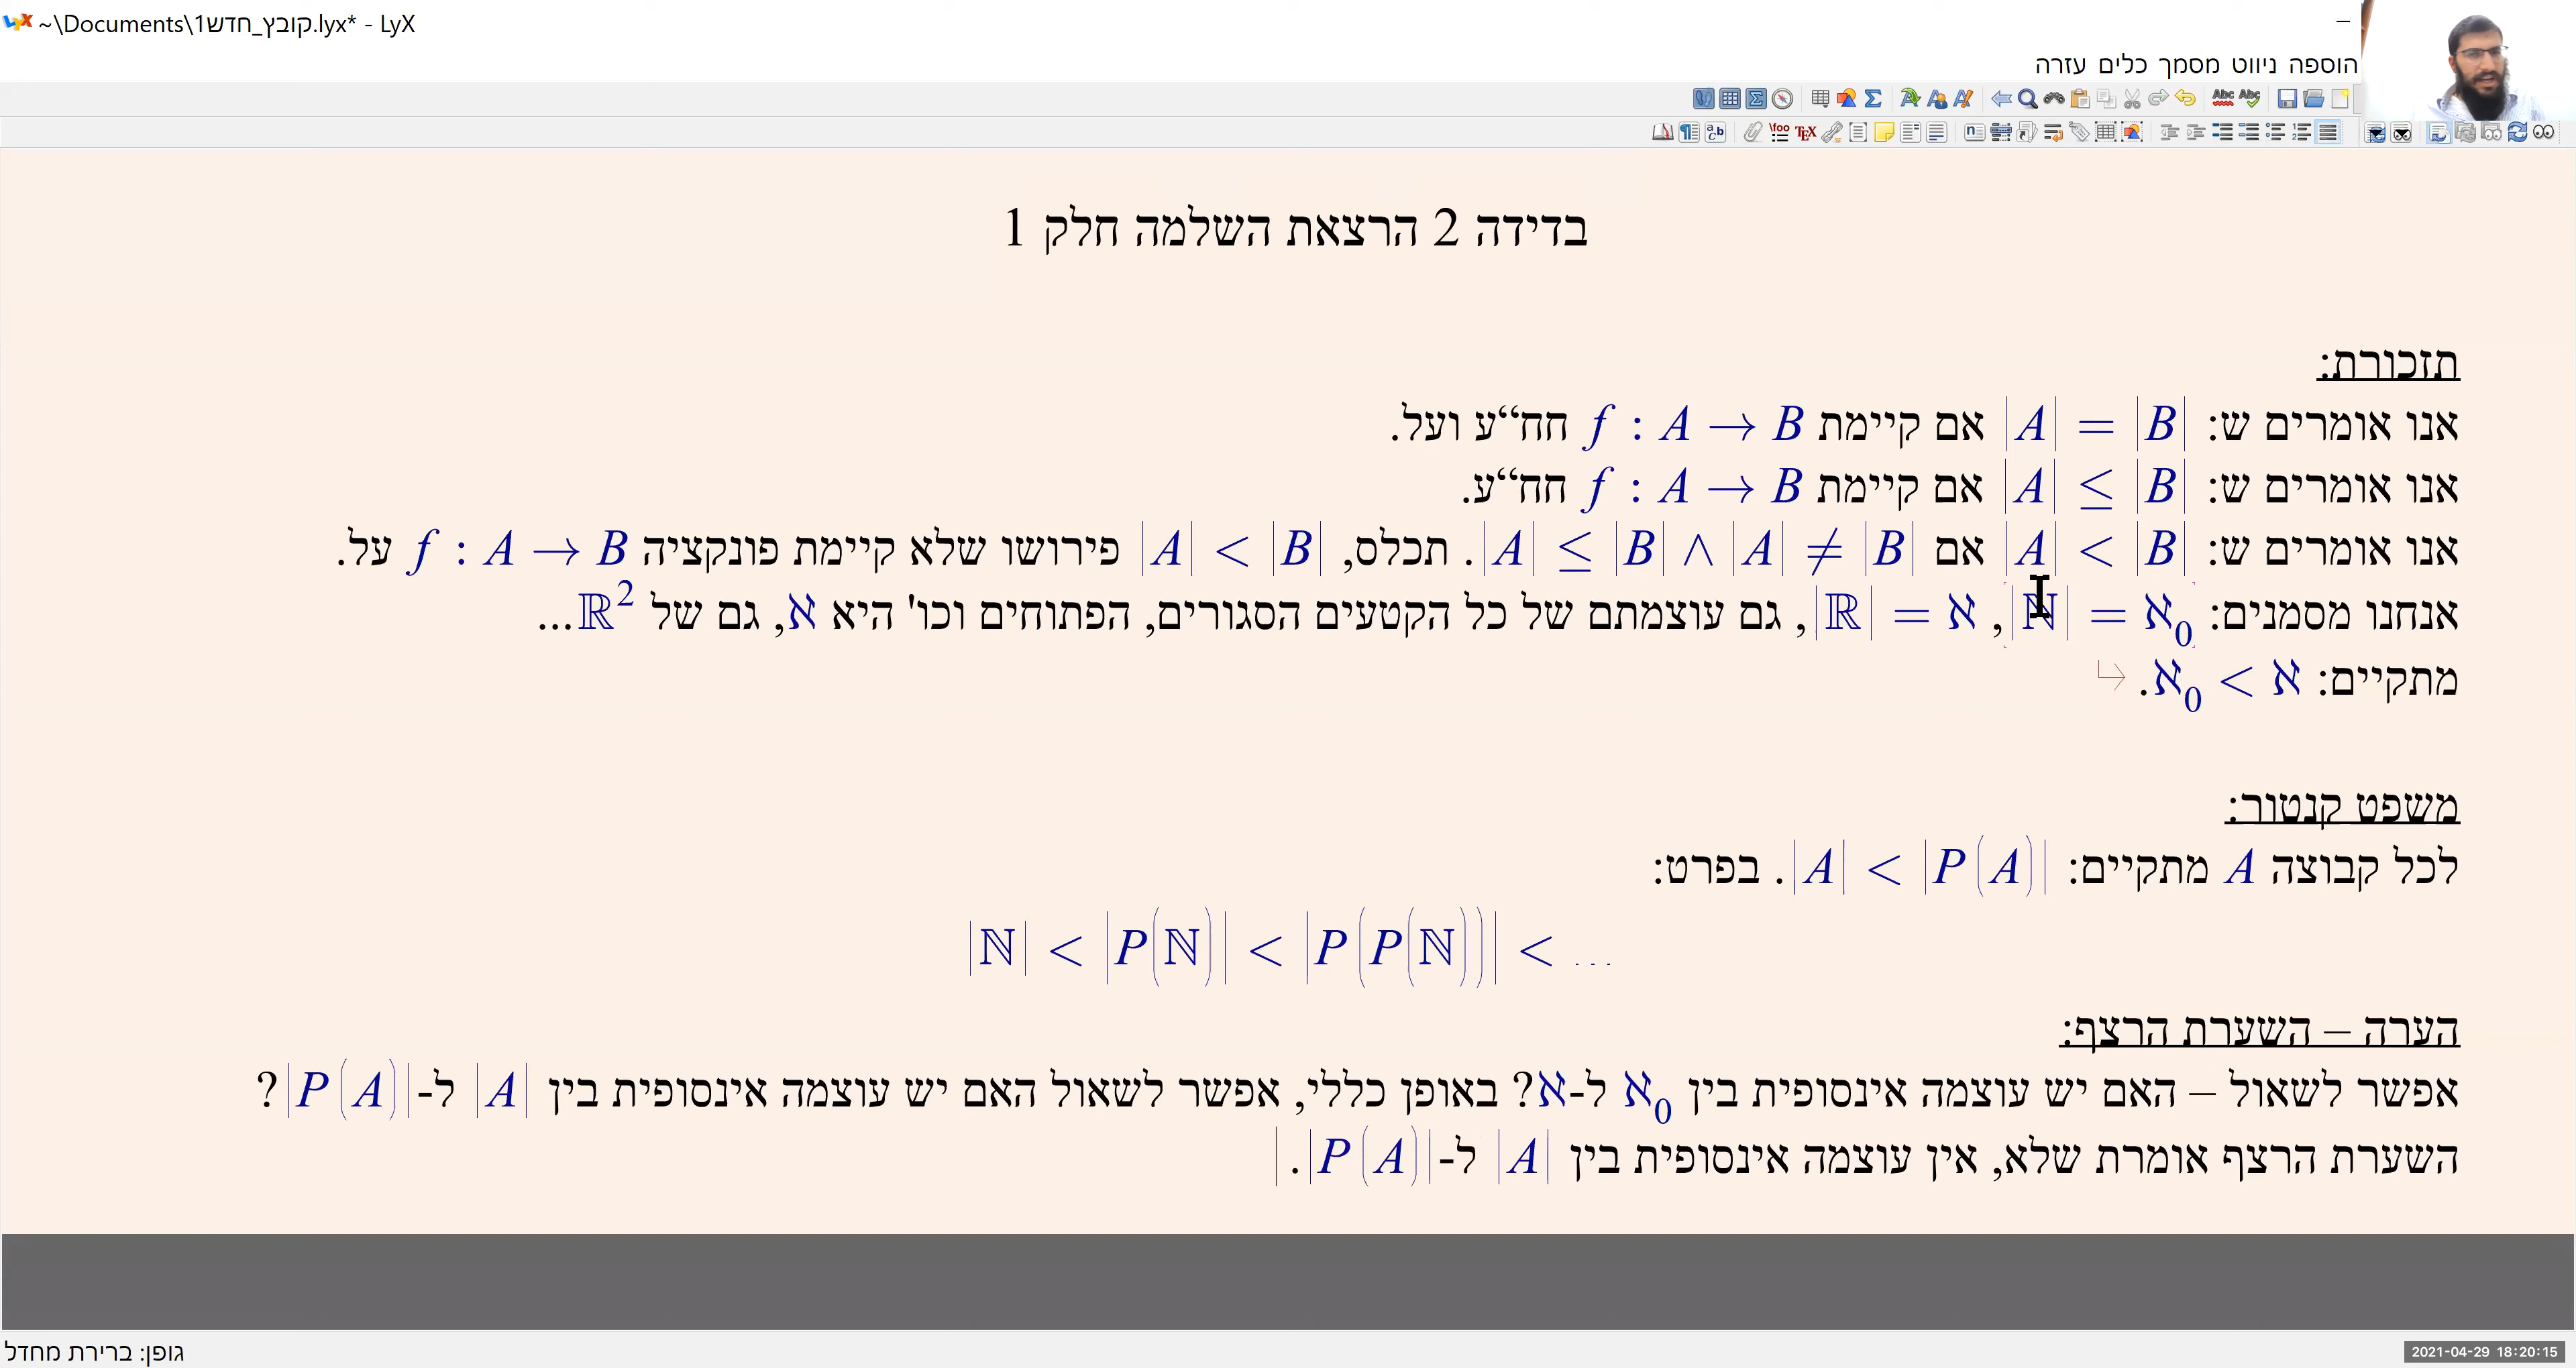 ~\Documents\קובץ_חדש1.lyx* - LyX
הוספה ניווט מסמך כלים עזרה
בדידה 2 הרצאת השלמה חלק 1
תזכורת:
אנו אומרים ש: |A| = |B| אם קיימת f : A → B חח“ע ועל.
אנו אומרים ש: |A| ≤ |B| אם קיימת f : A → B חח“ע.
אנו אומרים ש: |A| < |B| אם |A| ≤ |B| ∧ |A| ≠ |B|. תכלס, |A| < |B| פירושו שלא קיימת פונקציה f : A → B על.
אנחנו מסמנים: |ℕ| = ℵ₀, |ℝ| = ℵ, גם עוצמתם של כל הקטעים הסגורים, הפתוחים וכו' היא ℵ, גם של ℝ²...
מתקיים: ℵ₀ < ℵ.
משפט קנטור:
לכל קבוצה A מתקיים: |A| < |P(A)|. בפרט:
|ℕ| < |P(ℕ)| < |P(P(ℕ))| < ...
הערה – השערת הרצף:
אפשר לשאול – האם יש עוצמה אינסופית בין ℵ₀ ל-ℵ? באופן כללי, אפשר לשאול האם יש עוצמה אינסופית בין |A| ל-|P(A)|?
השערת הרצף אומרת שלא, אין עוצמה אינסופית בין |A| ל-|P(A)|.
גופן: ברירת מחדל
2021-04-29 18:20:15